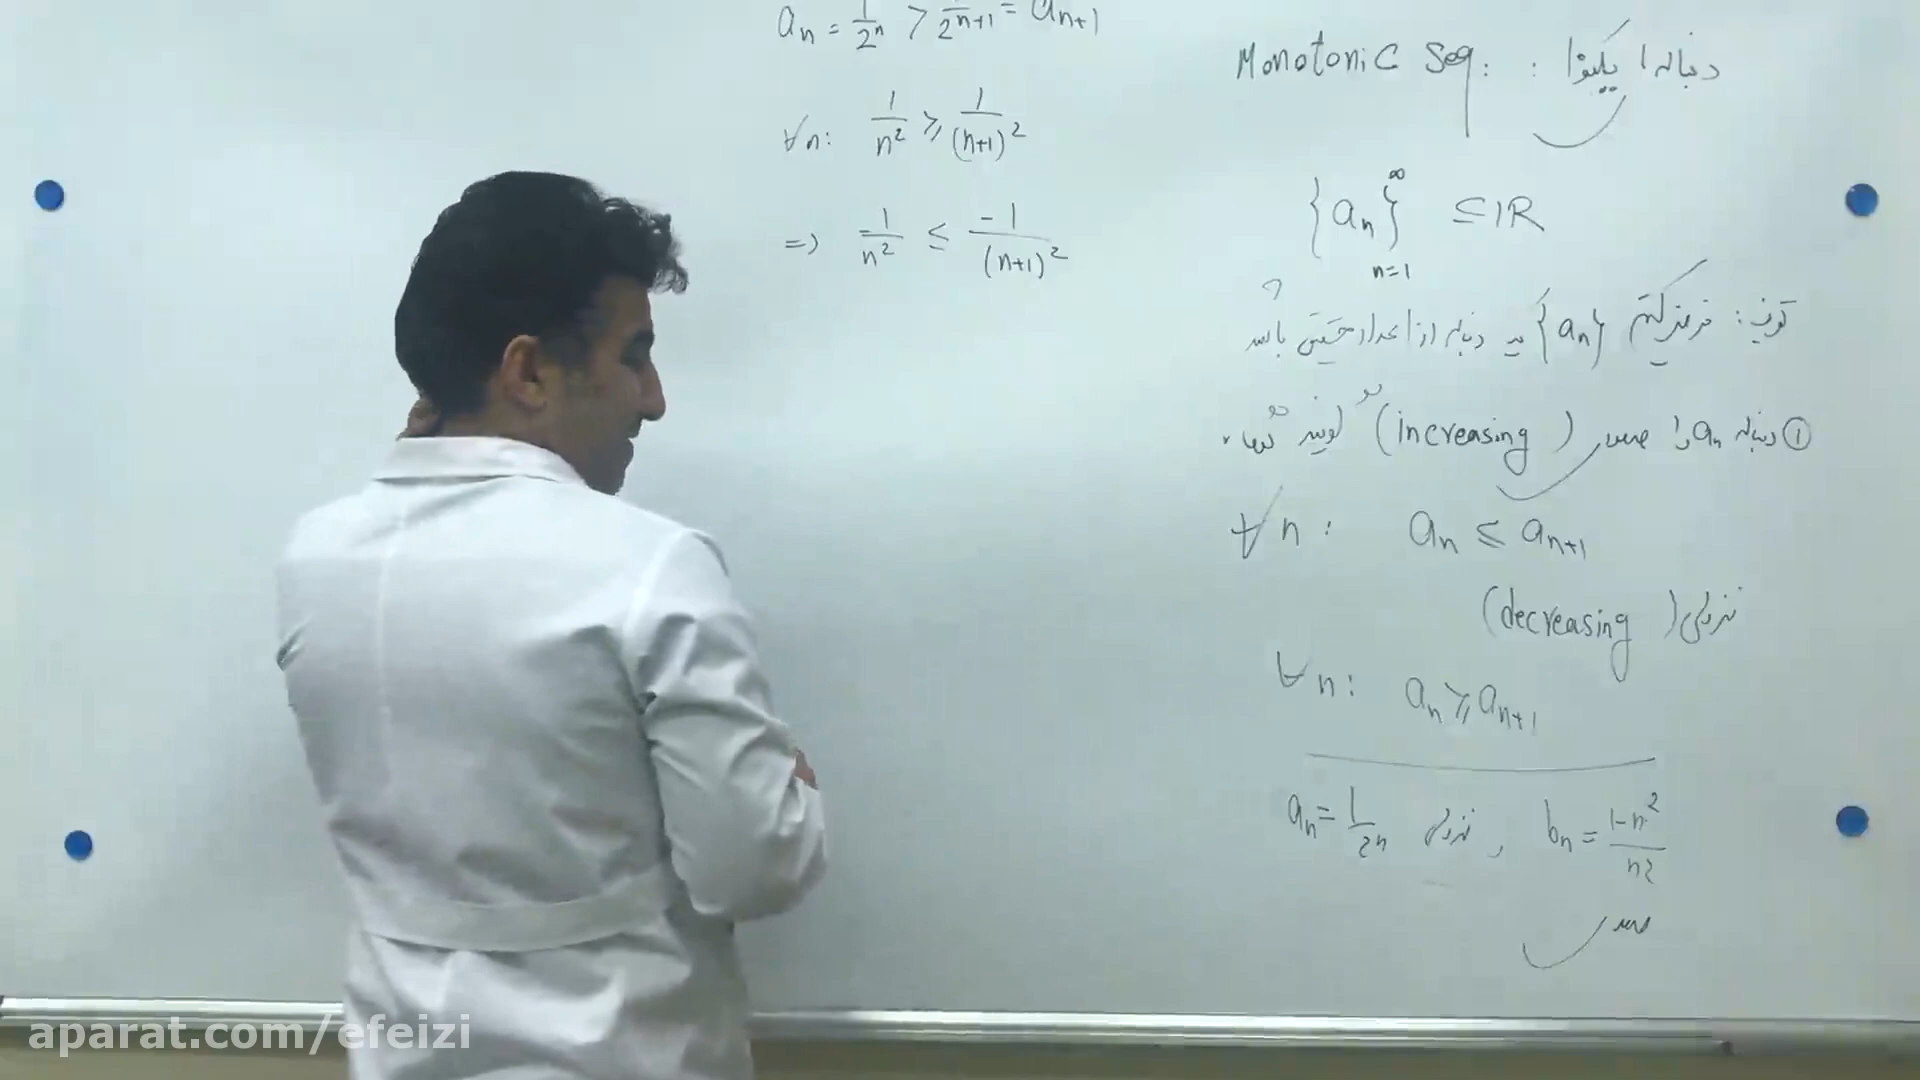 Monotonic Seq. : دنباله‌ا یکنوا
{aₙ}ₙ₌₁^∞ ⊆ ℝ
تعریف: فرض کنیم {aₙ} یک دنباله از اعداد حقیقی باشد
① دنباله aₙ را صعودی (increasing) گویند هرگاه
∀n : aₙ ≤ aₙ₊₁
نزولی (decreasing)
∀n: aₙ ⩾ aₙ₊₁
aₙ = 1/2ⁿ نزولی , bₙ = (1-n²)/n²
صعودی
aₙ = 1/2ⁿ > 1/2ⁿ⁺¹ = aₙ₊₁
∀n: 1/n² ⩾ 1/(n+1)²
=> -1/n² ≤ -1/(n+1)²
aparat.com/efeizi